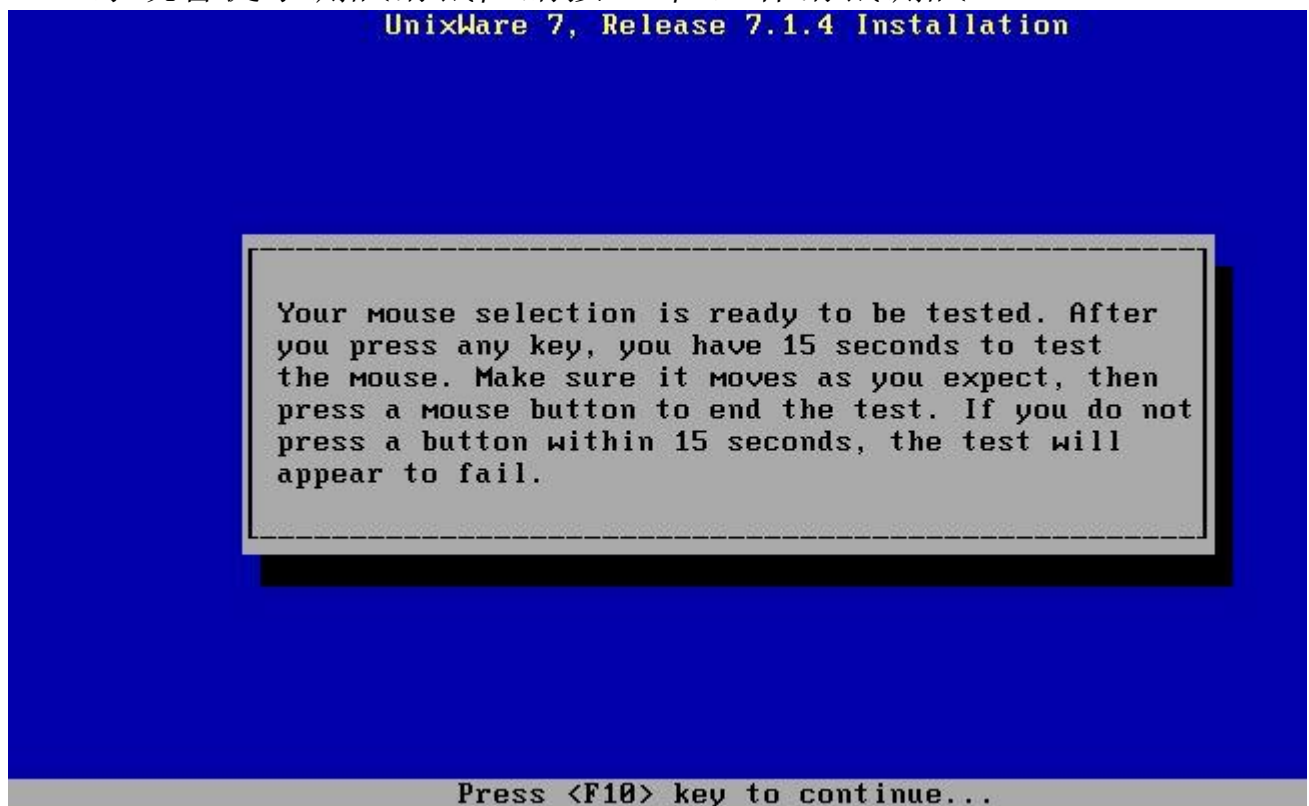 UnixWare 7, Release 7.1.4 Installation
Your mouse selection is ready to be tested. After
you press any key, you have 15 seconds to test
the mouse. Make sure it moves as you expect, then
press a mouse button to end the test. If you do not
press a button within 15 seconds, the test will
appear to fail.
Press <F10> key to continue...